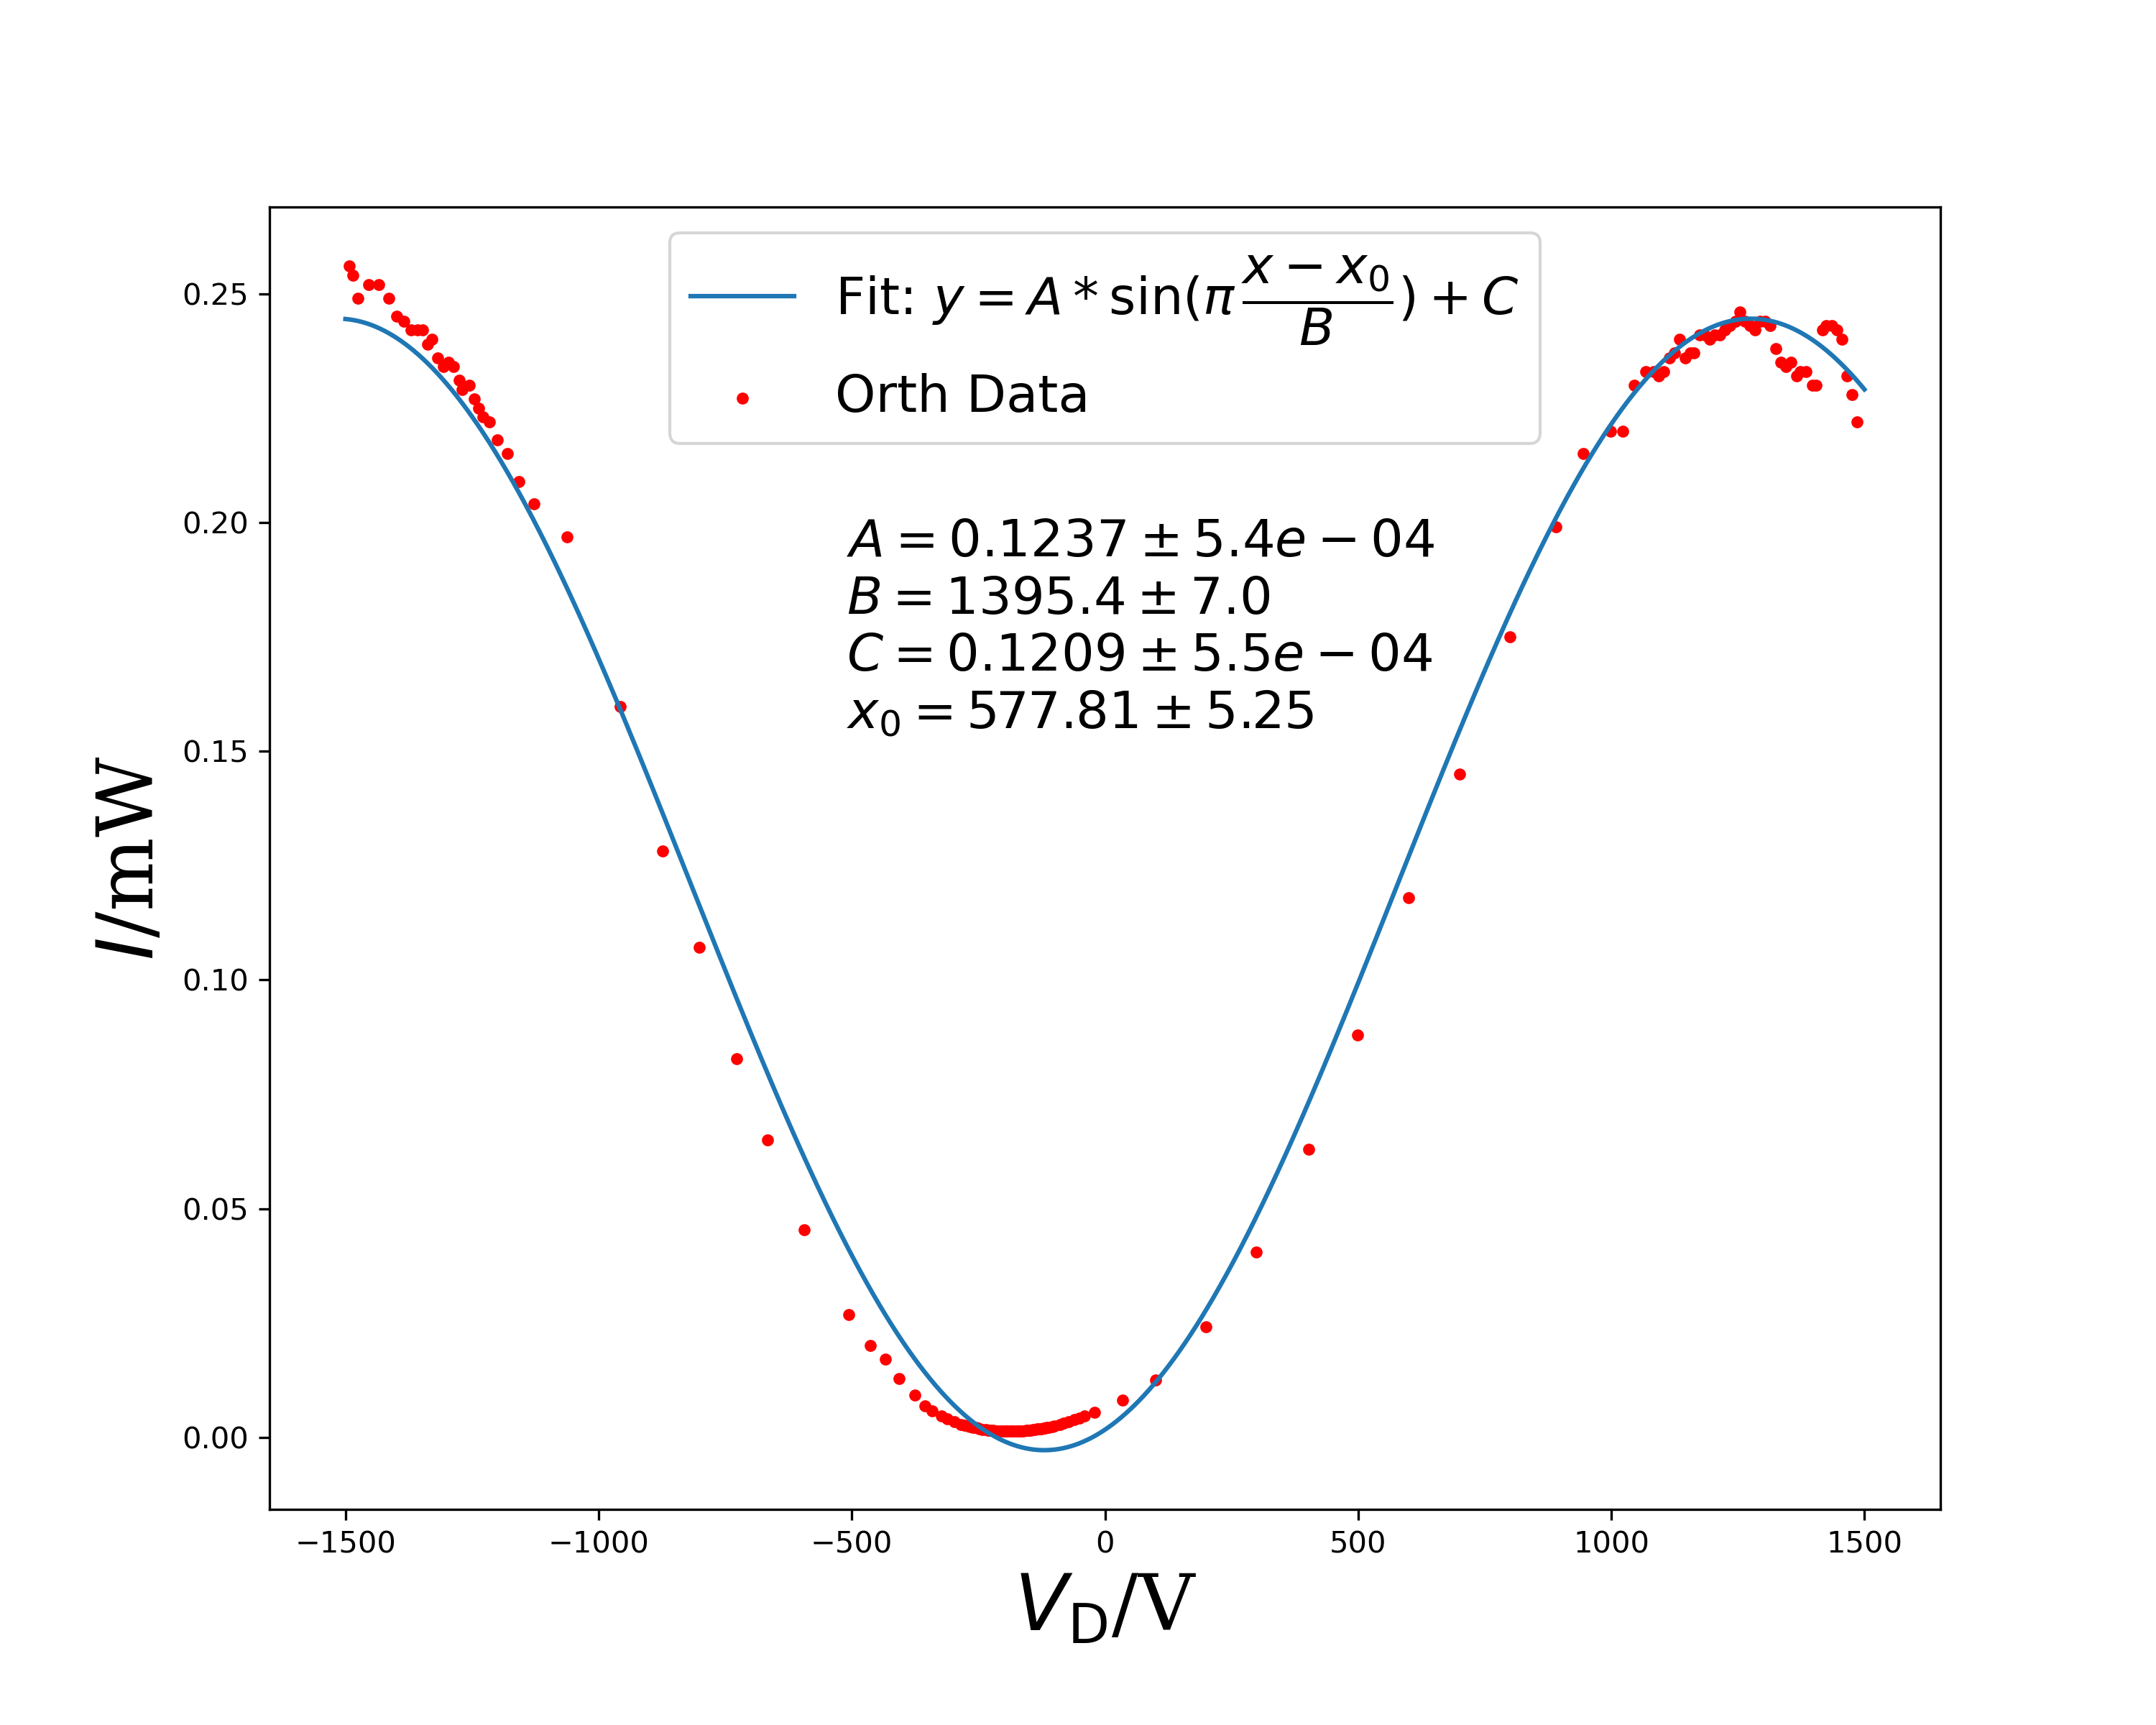 Fit: y = A * sin(π (x − x₀)/B) + C
Orth Data
A = 0.1237 ± 5.4e − 04
B = 1395.4 ± 7.0
C = 0.1209 ± 5.5e − 04
x₀ = 577.81 ± 5.25
I/mW
0.25
0.20
0.15
0.10
0.05
0.00
−1500 −1000 −500 0 500 1000 1500
V_D/V